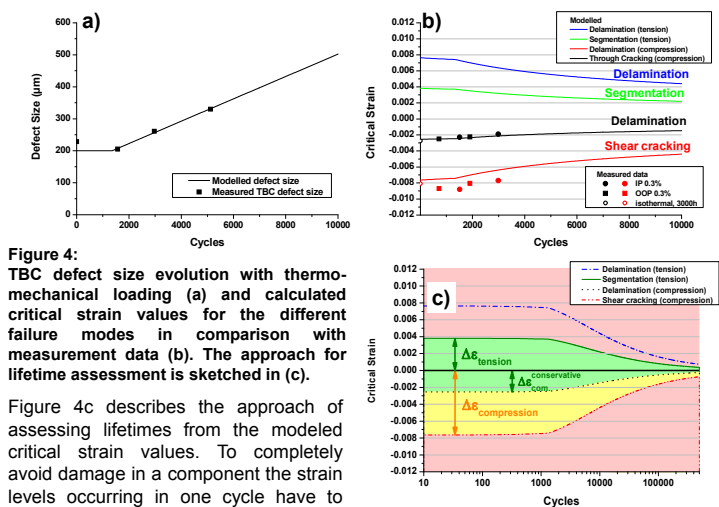 a)
600
500
400
300
200
100
0
Defect Size (µm)
0 2000 4000 6000 8000 10000
Cycles
Modelled defect size
Measured TBC defect size
b)
0.012
0.010
0.008
0.006
0.004
0.002
0.000
-0.002
-0.004
-0.006
-0.008
-0.010
-0.012
Critical Strain
Modelled
Delamination (tension)
Segmentation (tension)
Delamination (compression)
Through Cracking (compression)
Delamination
Segmentation
Delamination
Shear cracking
Measured data
IP 0.3%
OOP 0.3%
isothermal, 3000h
0 2000 4000 6000 8000 10000
Cycles
Figure 4:
TBC defect size evolution with thermo-
mechanical loading (a) and calculated
critical strain values for the different
failure modes in comparison with
measurement data (b). The approach for
lifetime assessment is sketched in (c).
Figure 4c describes the approach of
assessing lifetimes from the modeled
critical strain values. To completely
avoid damage in a component the strain
levels occurring in one cycle have to
c)
0.012
0.010
0.008
0.006
0.004
0.002
0.000
-0.002
-0.004
-0.006
-0.008
-0.010
-0.012
Critical Strain
Delamination (tension)
Segmentation (tension)
Delamination (compression)
Shear cracking (compression)
Δε tension
Δε conservative com.
Δε compression
10 100 1000 10000 100000
Cycles